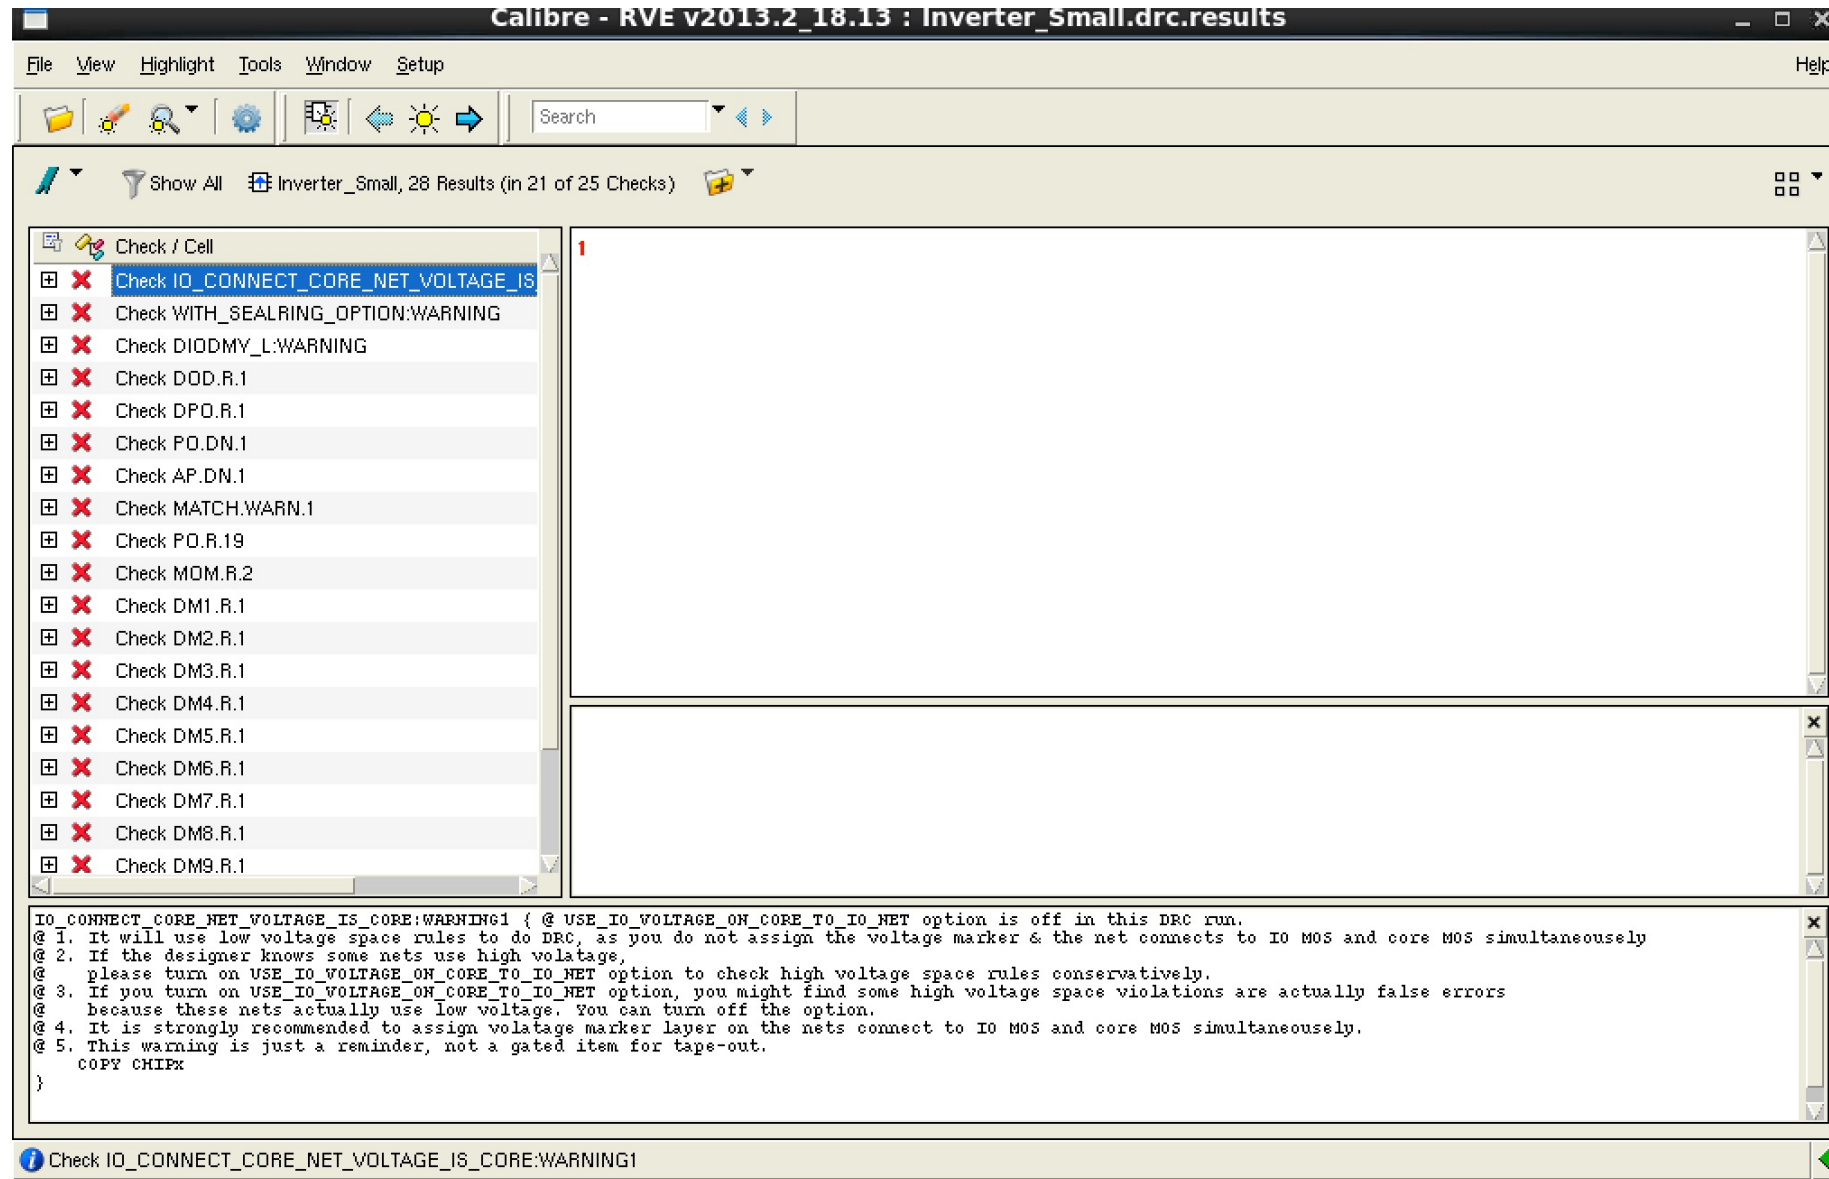 Calibre - RVE v2013.2_18.13 : Inverter_Small.drc.results
File View Highlight Tools Window Setup Help
Search
Show All Inverter_Small, 28 Results (in 21 of 25 Checks)
Check / Cell
1
Check IO_CONNECT_CORE_NET_VOLTAGE_IS_
Check WITH_SEALRING_OPTION:WARNING
Check DIODMY_L:WARNING
Check DOD.R.1
Check DPO.R.1
Check PO.DN.1
Check AP.DN.1
Check MATCH.WARN.1
Check PO.R.19
Check MOM.R.2
Check DM1.R.1
Check DM2.R.1
Check DM3.R.1
Check DM4.R.1
Check DM5.R.1
Check DM6.R.1
Check DM7.R.1
Check DM8.R.1
Check DM9.R.1
IO_CONNECT_CORE_NET_VOLTAGE_IS_CORE:WARNING1 { @ USE_IO_VOLTAGE_ON_CORE_TO_IO_NET option is off in this DRC run.
@ 1. It will use low voltage space rules to do DRC, as you do not assign the voltage marker & the net connects to IO MOS and core MOS simultaneousely
@ 2. If the designer knows some nets use high volatage,
@ please turn on USE_IO_VOLTAGE_ON_CORE_TO_IO_NET option to check high voltage space rules conservatively.
@ 3. If you turn on USE_IO_VOLTAGE_ON_CORE_TO_IO_NET option, you might find some high voltage space violations are actually false errors
@ because these nets actually use low voltage. You can turn off the option.
@ 4. It is strongly recommended to assign volatage marker layer on the nets connect to IO MOS and core MOS simultaneousely.
@ 5. This warning is just a reminder, not a gated item for tape-out.
COPY CHIPx
}
Check IO_CONNECT_CORE_NET_VOLTAGE_IS_CORE:WARNING1